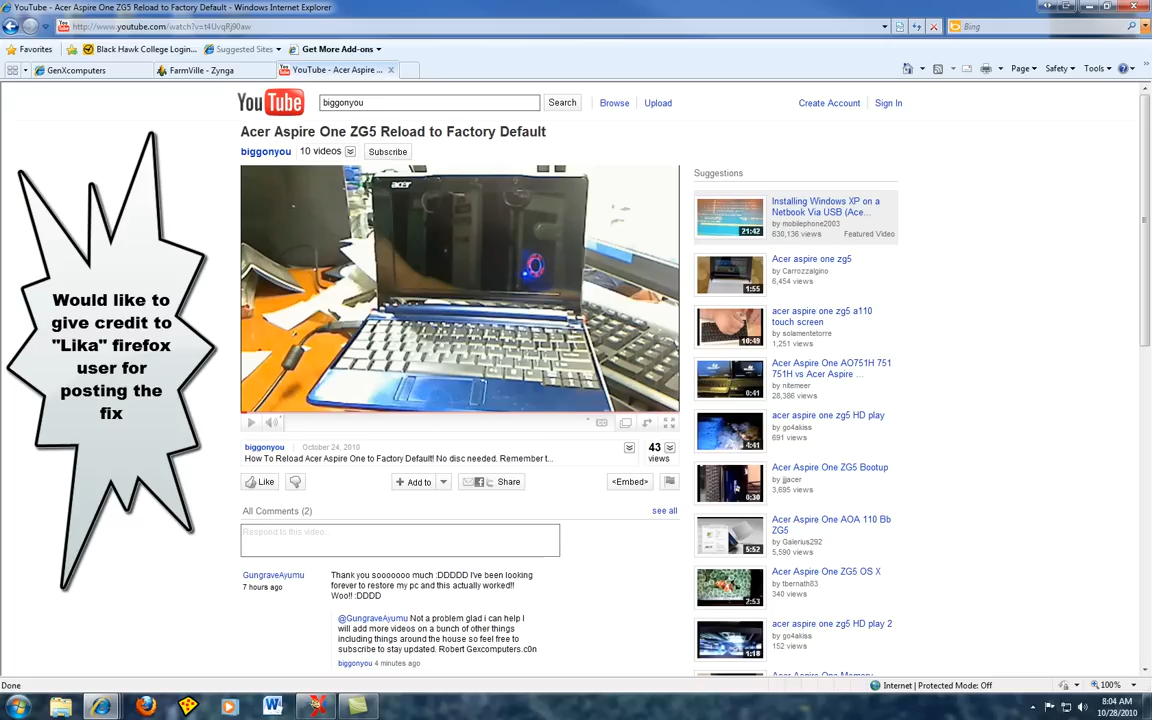 YouTube - Acer Aspire One ZG5 Reload to Factory Default - Windows Internet Explorer
http://www.youtube.com/watch?v=t4UvqRj90aw
Bing
Favorites
Black Hawk College Login...
Suggested Sites
Get More Add-ons
GenXcomputers
FarmVille - Zynga
YouTube - Acer Aspire ...
Page
Safety
Tools
YouTube
biggonyou
Search
Browse
Upload
Create Account
Sign In
Acer Aspire One ZG5 Reload to Factory Default
biggonyou
10 videos
Subscribe
Would like to
give credit to
"Lika" firefox
user for
posting the
fix
acer
CC
biggonyou
October 24, 2010
43
views
How To Reload Acer Aspire One to Factory Default! No disc needed. Remember t...
Like
Add to
Share
<Embed>
All Comments (2)
see all
Respond to this video...
GungraveAyumu
7 hours ago
Thank you sooooooo much :DDDDD I've been looking
forever to restore my pc and this actually worked!!
Woo!! :DDDD
@GungraveAyumu Not a problem glad i can help I
will add more videos on a bunch of other things
including things around the house so feel free to
subscribe to stay updated. Robert Gexcomputers.c0n
biggonyou 4 minutes ago
Suggestions
Installing Windows XP on a
Netbook Via USB (Ace...
by mobilephone2003
630,136 views
Featured Video
21:42
Acer aspire one zg5
by Carrozzalgino
6,454 views
1:55
acer aspire one zg5 a110
touch screen
by solamentetorre
1,251 views
10:49
Acer Aspire One AO751H 751
751H vs Acer Aspire ...
by nitemeer
28,386 views
0:41
acer aspire one zg5 HD play
by go4akiss
691 views
4:41
Acer Aspire One ZG5 Bootup
by jjjacer
3,695 views
0:30
Acer Aspire One AOA 110 Bb
ZG5
by Galerius292
5,590 views
5:52
Acer Aspire One ZG5 OS X
by tbernath83
340 views
2:53
acer aspire one zg5 HD play 2
by go4akiss
152 views
1:18
Acer Aspire One Memory
Done
Internet | Protected Mode: Off
100%
8:04 AM
10/28/2010